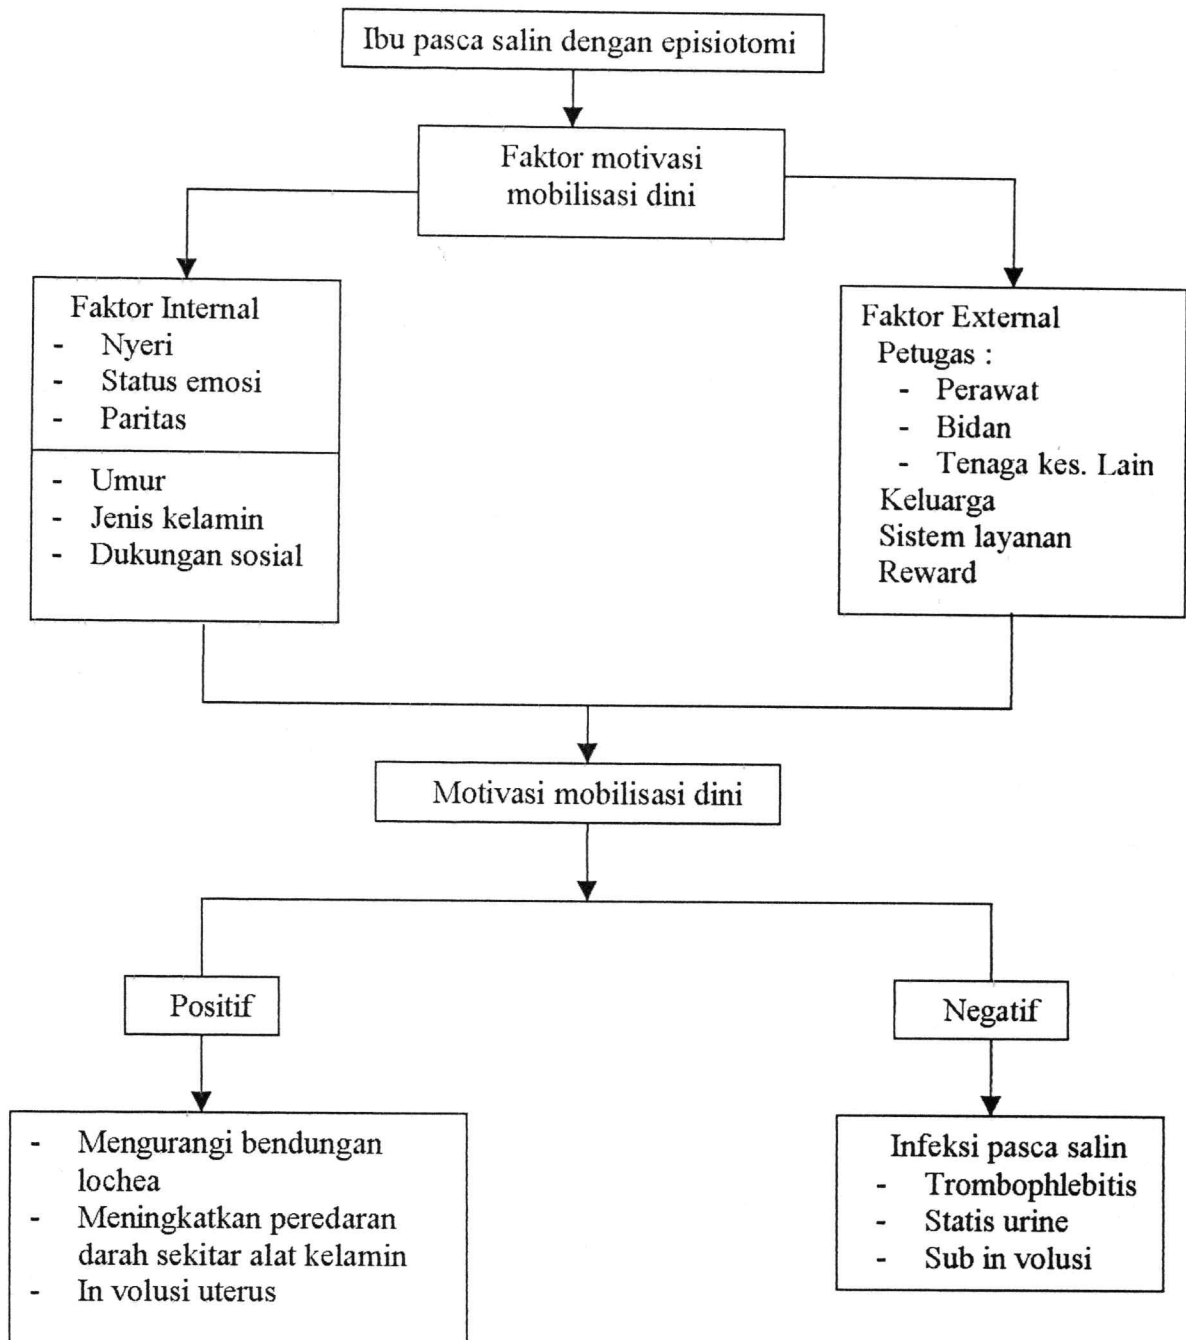 Ibu pasca salin dengan episiotomi
Faktor motivasi
mobilisasi dini
Faktor Internal
- Nyeri
- Status emosi
- Paritas
- Umur
- Jenis kelamin
- Dukungan sosial
Faktor External
Petugas :
- Perawat
- Bidan
- Tenaga kes. Lain
Keluarga
Sistem layanan
Reward
Motivasi mobilisasi dini
Positif
Negatif
- Mengurangi bendungan
lochea
- Meningkatkan peredaran
darah sekitar alat kelamin
- In volusi uterus
Infeksi pasca salin
- Trombophlebitis
- Statis urine
- Sub in volusi